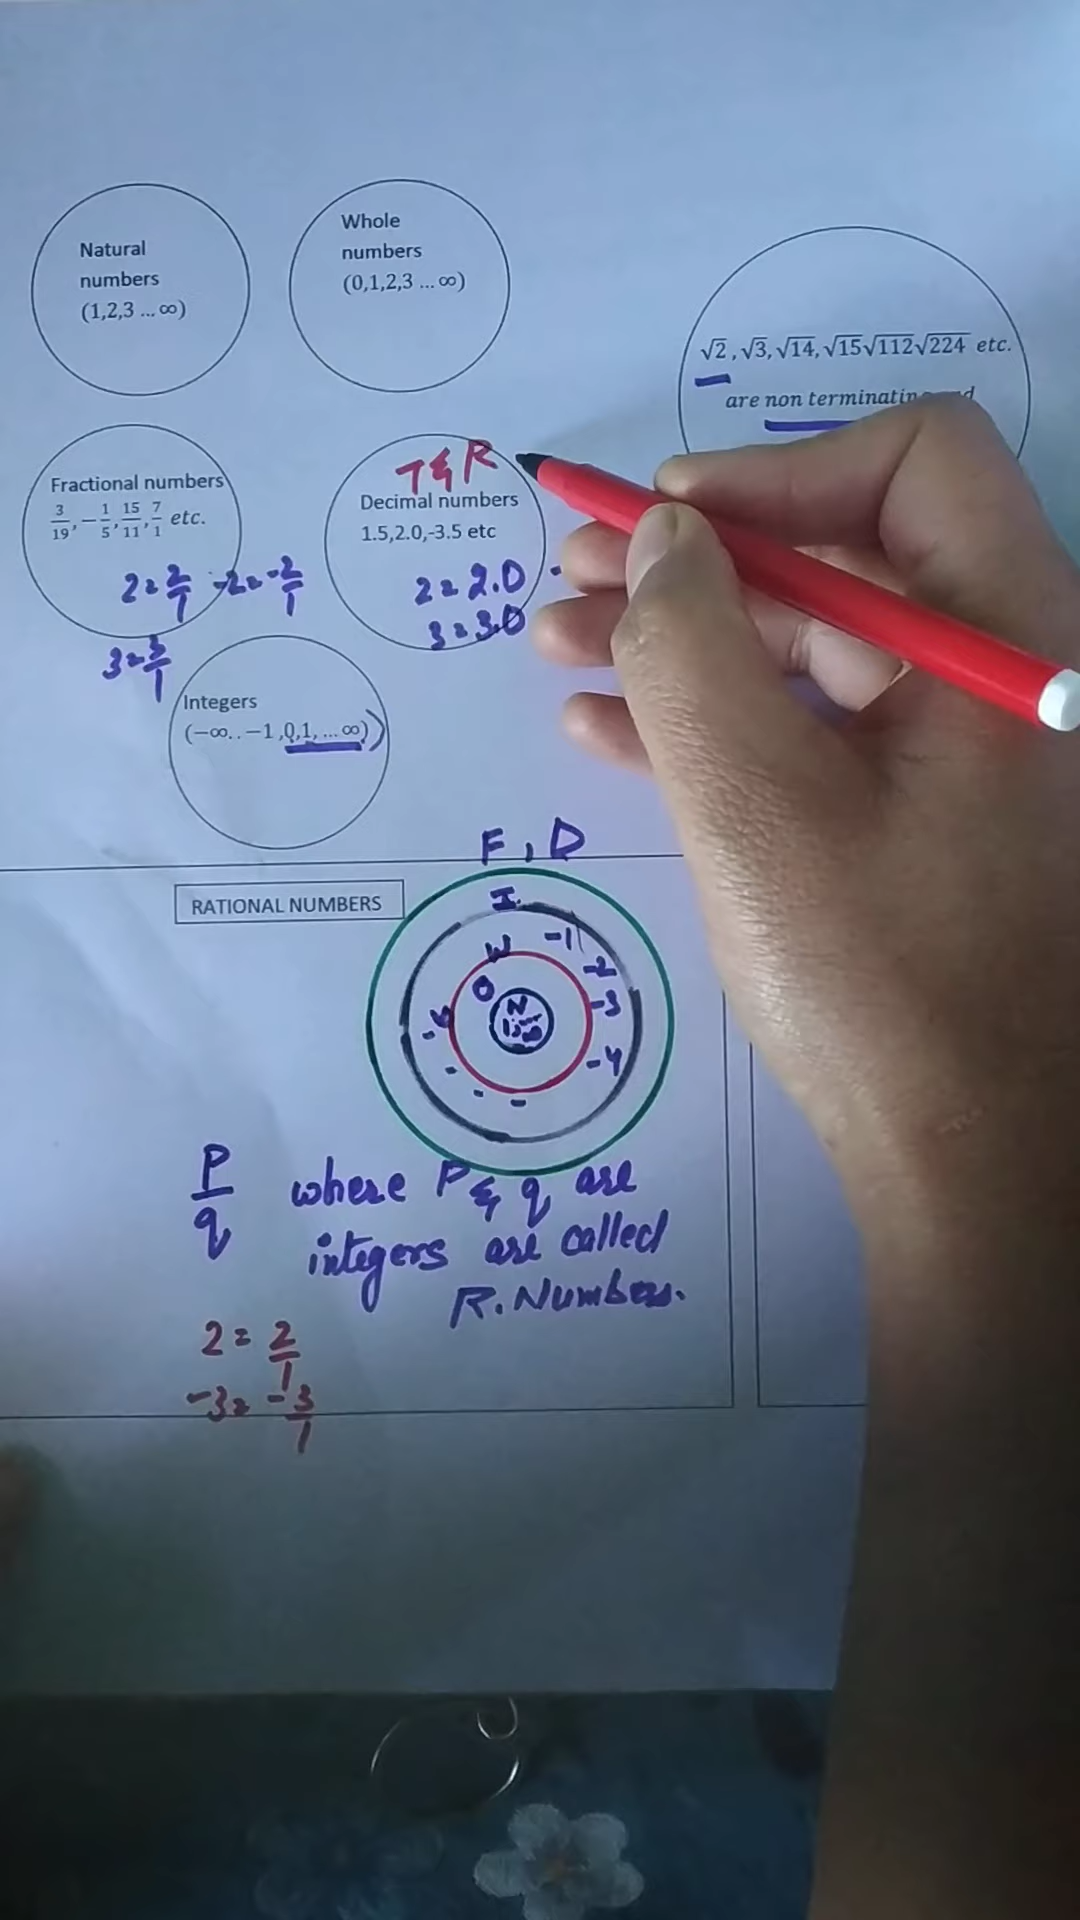 Natural
numbers
(1,2,3 … ∞)
Whole
numbers
(0,1,2,3 … ∞)
√2, √3, √14, √15√112√224 etc.
are non terminating
Fractional numbers
3/19, −1/5, 15/11, 7/1 etc.
2 = 2/1 -2 = -2/1
3 = 3/1
T & R
Decimal numbers
1.5,2.0,-3.5 etc
2 = 2.0
3 = 3.0
Integers
(−∞.. −1 ,0,1, … ∞)
F, D
RATIONAL NUMBERS
I
W -1
-2
0 N -3
1,…∞
-4
P/q where P & q are
integers are called
R. Numbers.
2 = 2/1
-3 = -3/1